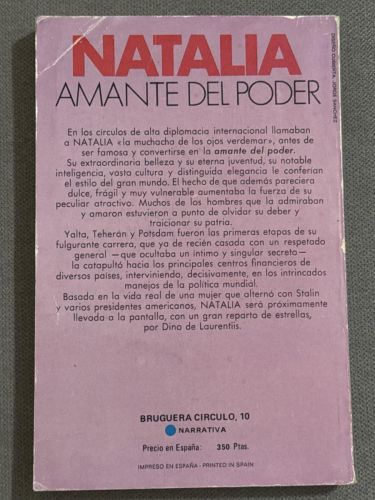 NATALIA
AMANTE DEL PODER
DISEÑO CUBIERTA: JORGE SANCHEZ
En los círculos de alta diplomacia internacional llamaban
a NATALIA «la muchacha de los ojos verdemar», antes de
ser famosa y convertirse en la amante del poder.
Su extraordinaria belleza y su eterna juventud, su notable
inteligencia, vasta cultura y distinguida elegancia le conferían
el estilo del gran mundo. El hecho de que además pareciera
dulce, frágil y muy vulnerable aumentaba la fuerza de su
peculiar atractivo. Muchos de los hombres que la admiraban
y amaron estuvieron a punto de olvidar su deber y
traicionar su patria.
Yalta, Teherán y Potsdam fueron las primeras etapas de su
fulgurante carrera, que ya de recién casada con un respetado
general —que ocultaba un íntimo y singular secreto—
la catapultó hacia los principales centros financieros de
diversos países, interviniendo, decisivamente, en los intrincados
manejos de la política mundial.
Basada en la vida real de una mujer que alternó con Stalin
y varios presidentes americanos, NATALIA será próximamente
llevada a la pantalla, con un gran reparto de estrellas,
por Dino de Laurentiis.
BRUGUERA CIRCULO, 10
NARRATIVA
Precio en España: 350 Ptas.
IMPRESO EN ESPAÑA - PRINTED IN SPAIN